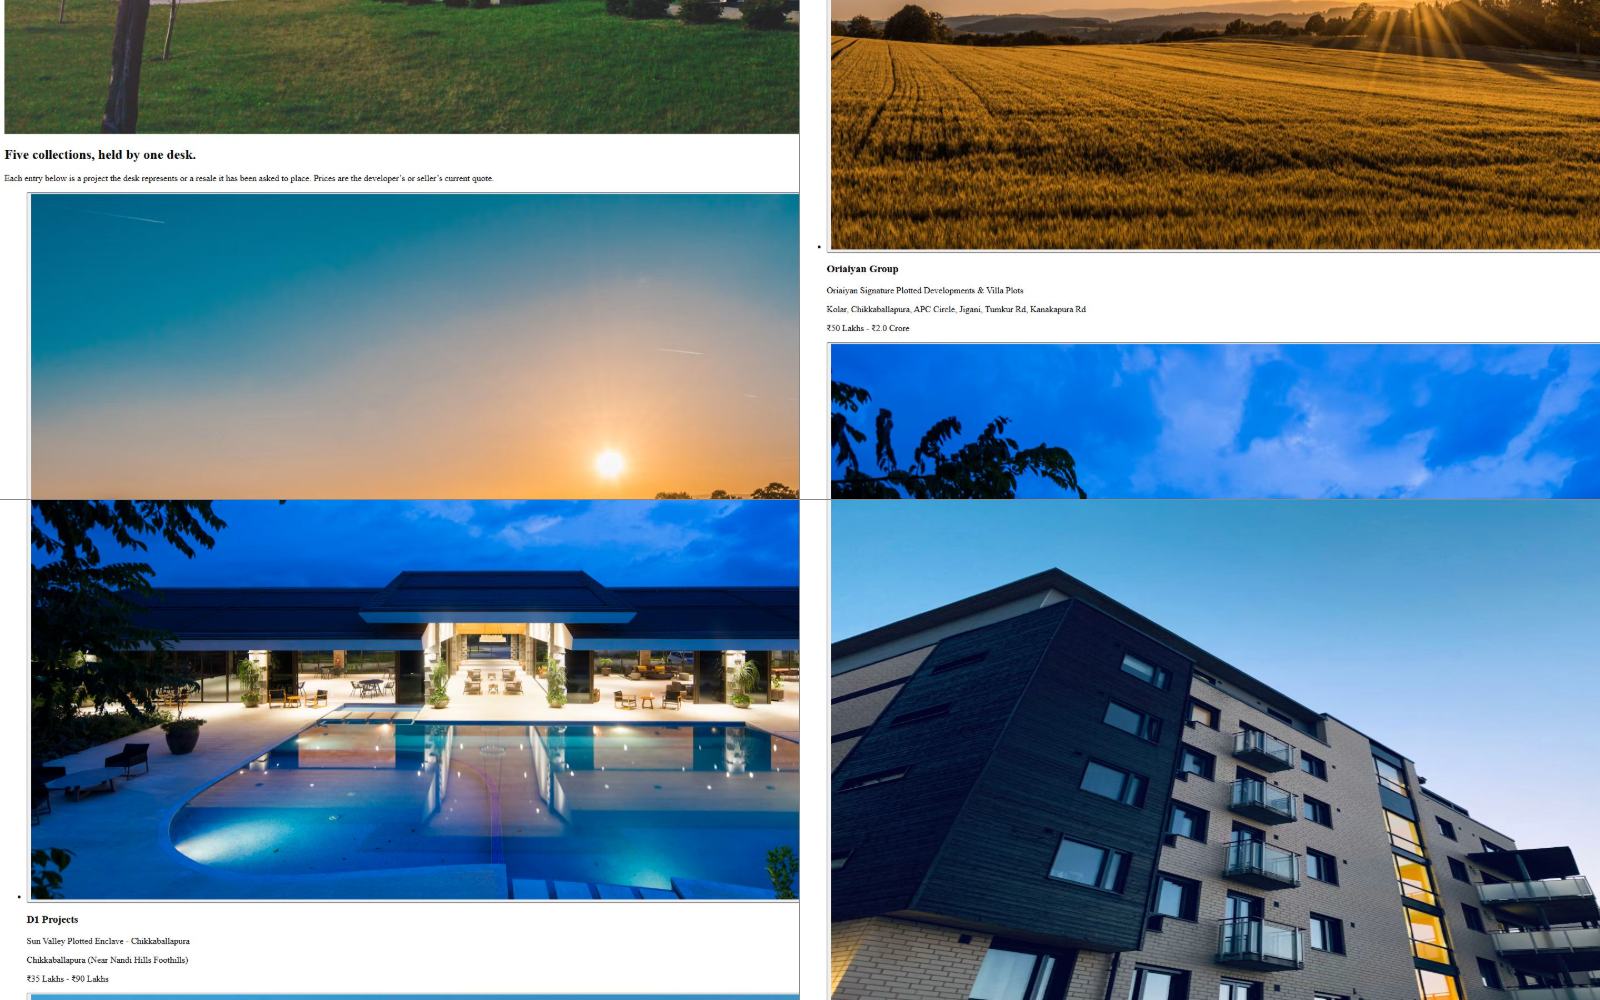 Five collections, held by one desk.
Each entry below is a project the desk represents or a resale it has been asked to place. Prices are the developer's or seller's current quote.
Oriaiyan Group
Oriaiyan Signature Plotted Developments & Villa Plots
Kolar, Chikkaballapura, APC Circle, Jigani, Tumkur Rd, Kanakapura Rd
₹50 Lakhs - ₹2.0 Crore
D1 Projects
Sun Valley Plotted Enclave - Chikkaballapura
Chikkaballapura (Near Nandi Hills Foothills)
₹35 Lakhs - ₹90 Lakhs